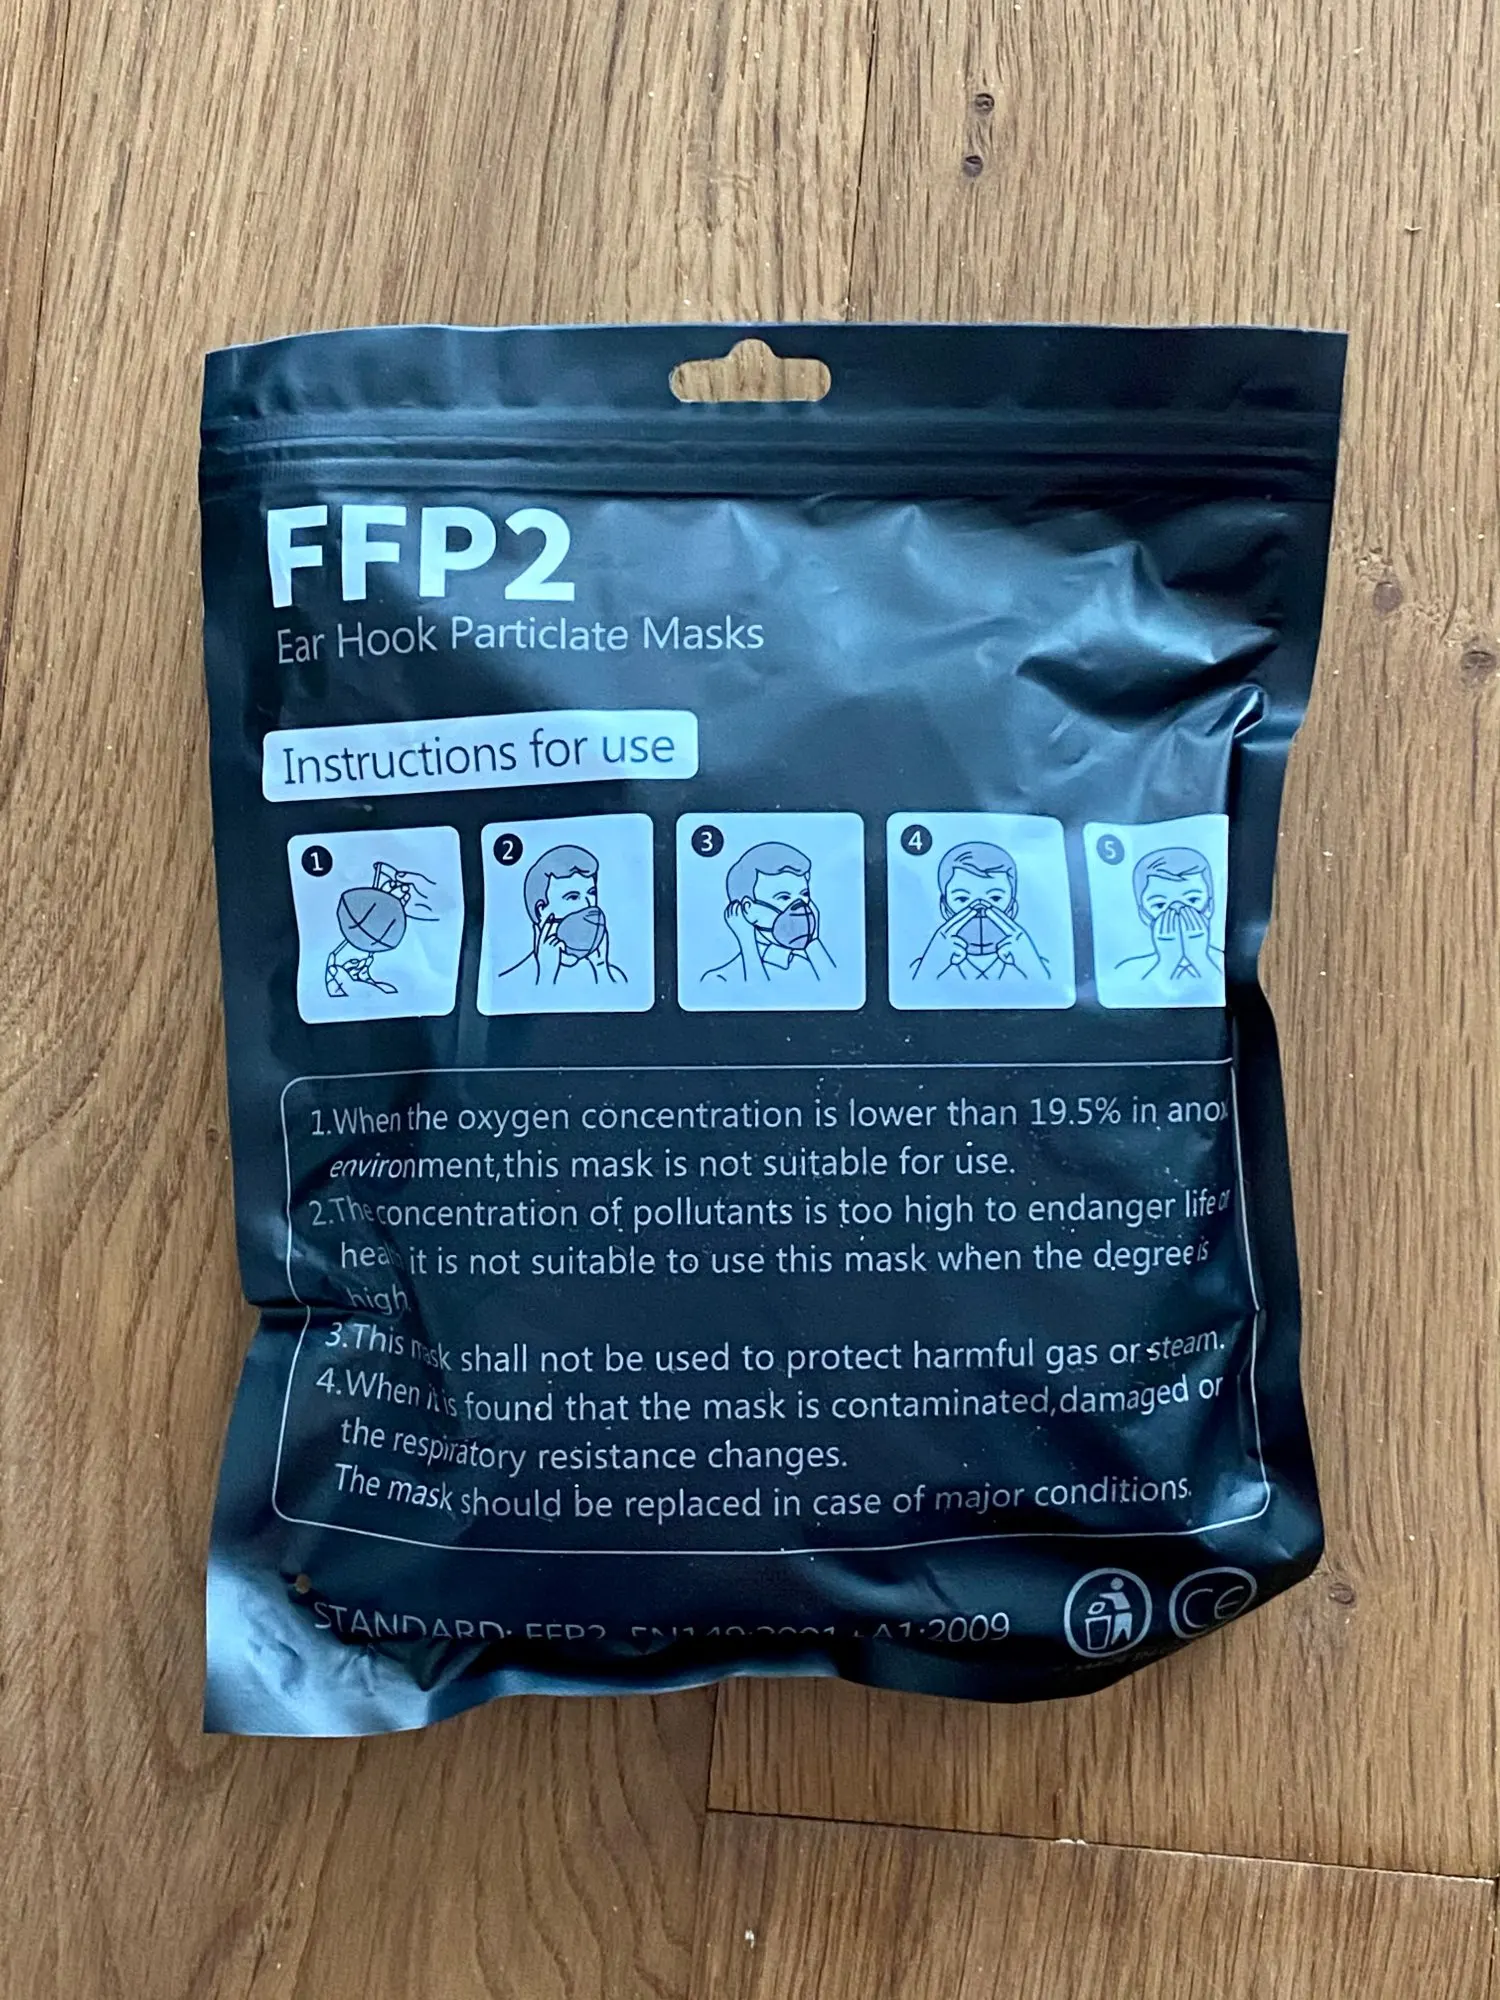 FFP2
Ear Hook Particlate Masks
Instructions for use
1 2 3 4 5
1.When the oxygen concentration is lower than 19.5% in
environment,this mask is not suitable for use.
2.The concentration of pollutants is too high to endanger life or
it is not suitable to use this mask when the degree is
high
3.This mask shall not be used to protect harmful gas or steam.
4.When it is found that the mask is contaminated,damaged or
the respiratory resistance changes.
The mask should be replaced in case of major conditions.
STANDARD: FFP2 EN149:2001 A1:2009
CE